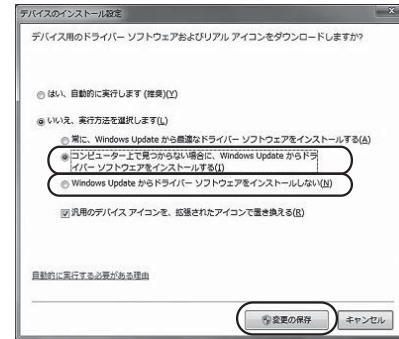 デバイスのインストール設定
デバイス用のドライバー ソフトウェアおよびリアル アイコンをダウンロードしますか?
はい、自動的に実行します (推奨)(Y)
いいえ、実行方法を選択します(L)
常に、Windows Update から最適なドライバー ソフトウェアをインストールする(A)
コンピューター上で見つからない場合に、Windows Update からドラ
イバー ソフトウェアをインストールする(I)
Windows Update からドライバー ソフトウェアをインストールしない(N)
汎用のデバイス アイコンを、拡張されたアイコンで置き換える(R)
自動的に実行する必要がある理由
変更の保存
キャンセル